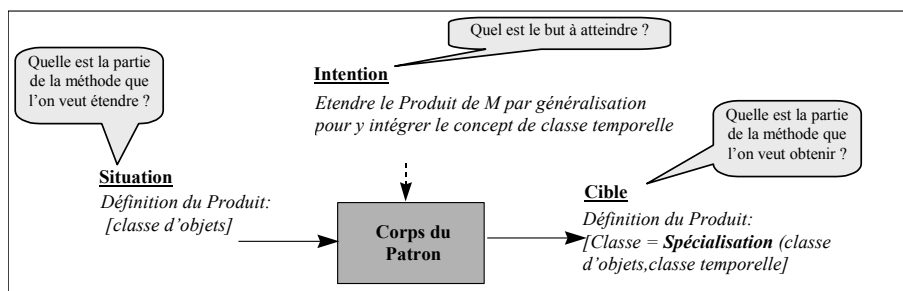 Quel est le but à atteindre ?
Quelle est la partie
de la méthode que
l'on veut étendre ?
Intention
Etendre le Produit de M par généralisation
pour y intégrer le concept de classe temporelle
Quelle est la partie
de la méthode que
l'on veut obtenir ?
Situation
Définition du Produit:
[classe d'objets]
Corps du
Patron
Cible
Définition du Produit:
[Classe = Spécialisation (classe
d'objets,classe temporelle]